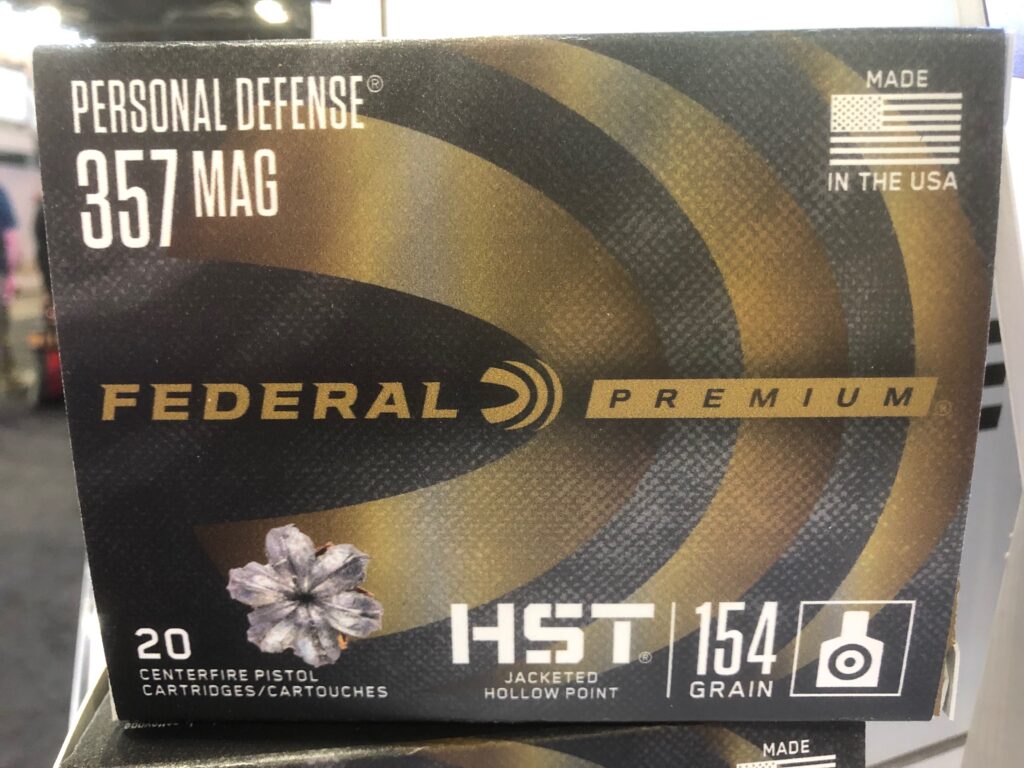 PERSONAL DEFENSE®
357 MAG
MADE
IN THE USA
FEDERAL PREMIUM®
20
CENTERFIRE PISTOL
CARTRIDGES/CARTOUCHES
HST®
JACKETED
HOLLOW POINT
154
GRAIN
MADE